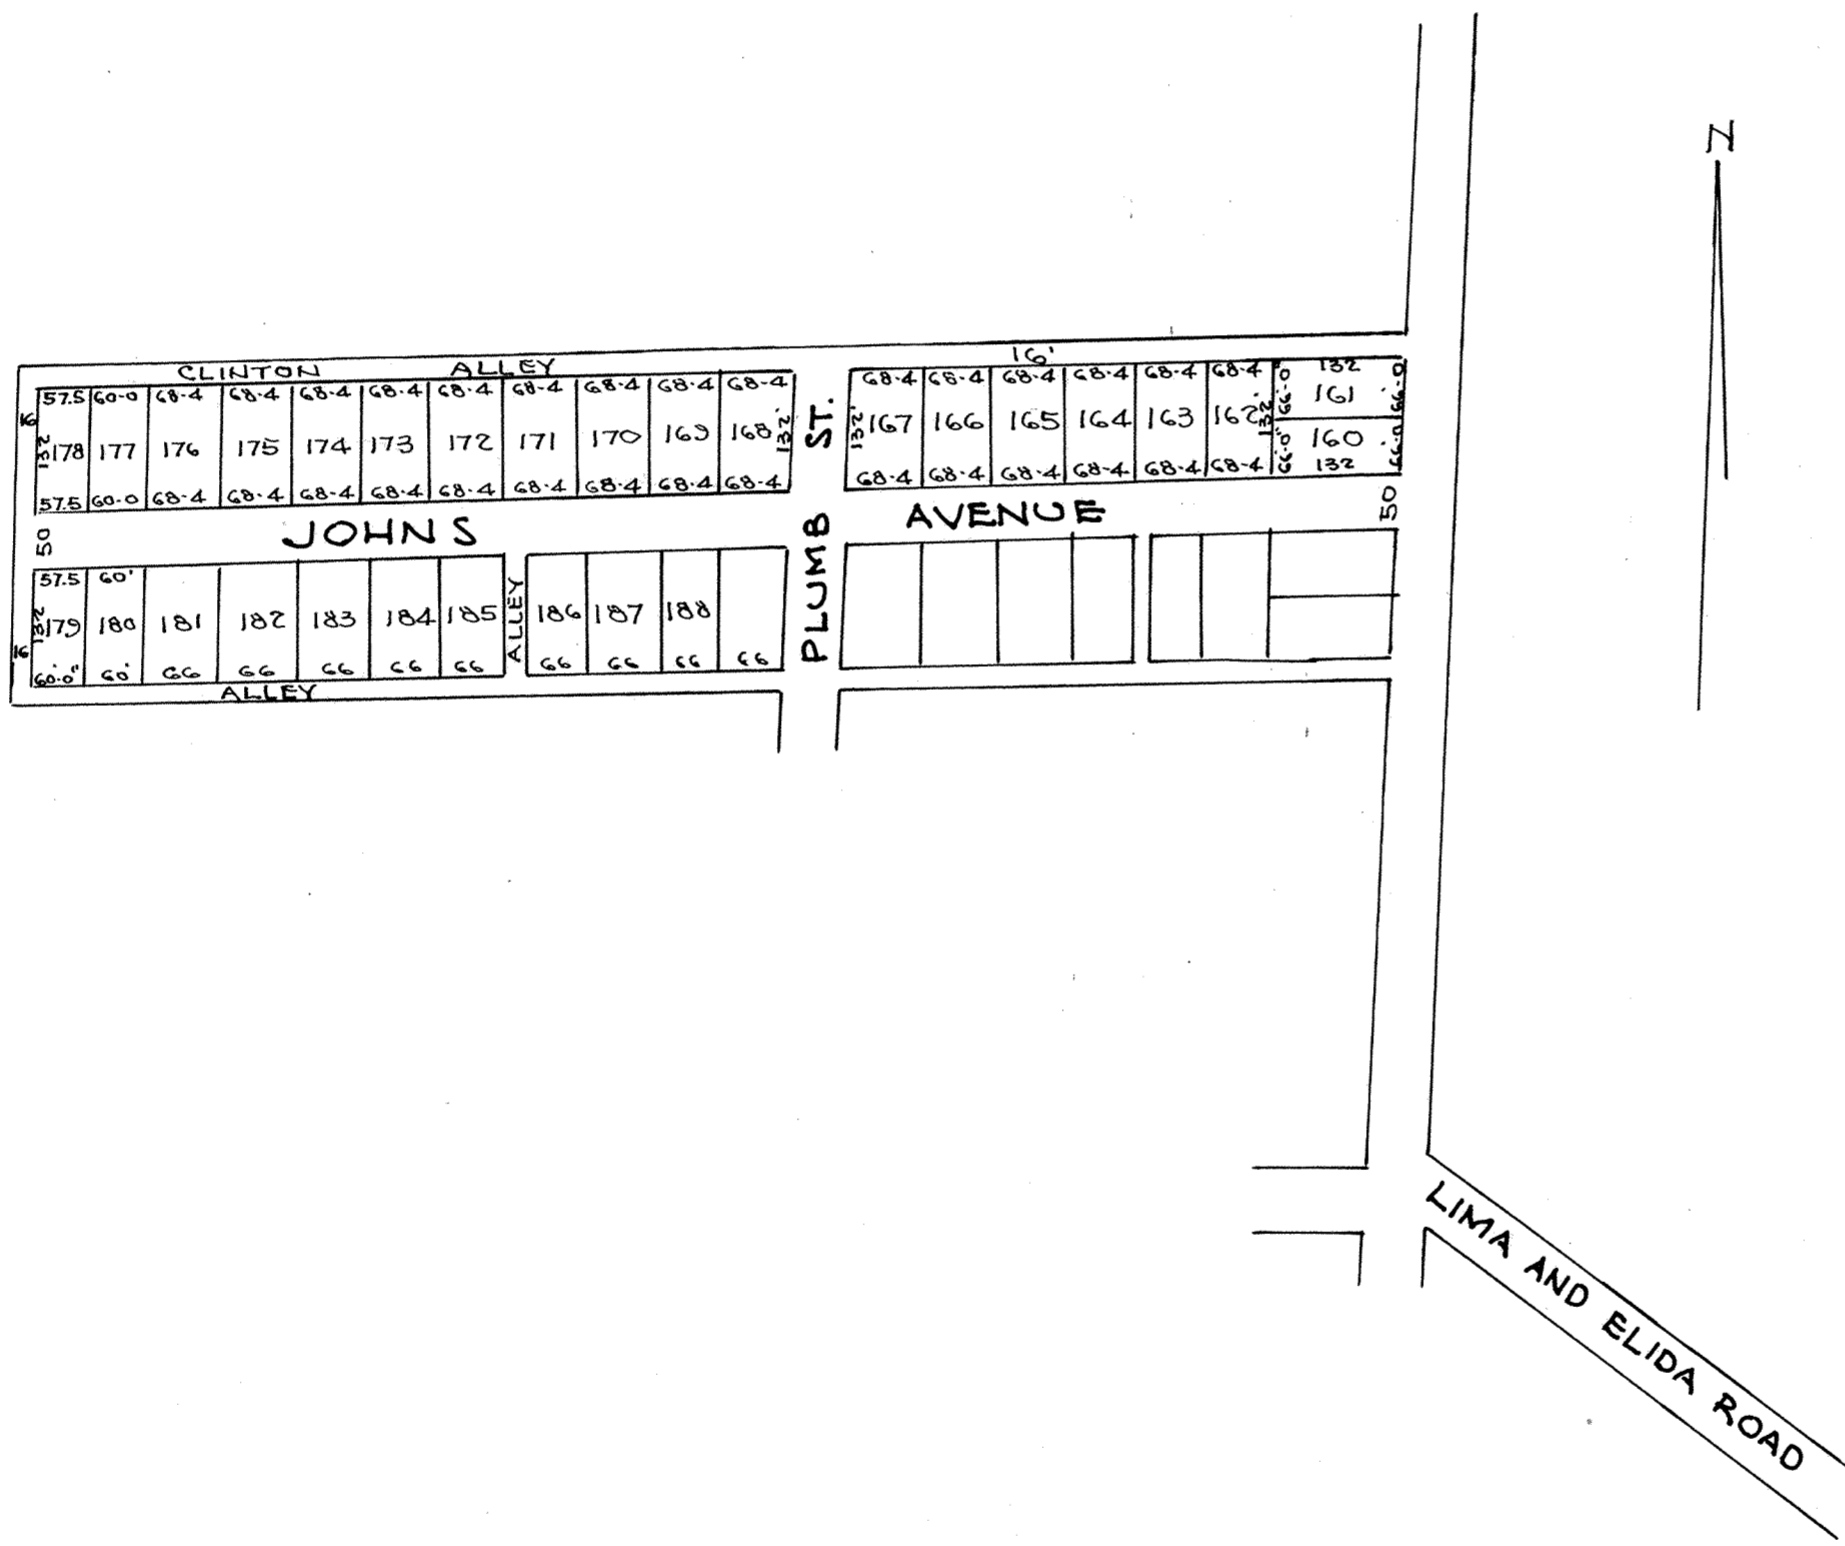 N
16'
CLINTON ALLEY
57.5 60-0 68-4 68-4 68-4 68-4 68-4 68-4 68-4 68-4 68-4
16
132 178 177 176 175 174 173 172 171 170 169 168 132'
57.5 60-0 68-4 68-4 68-4 68-4 68-4 68-4 68-4 68-4 68-4
68-4 68-4 68-4 68-4 68-4 68-4
132' 167 166 165 164 163 162 132'
68-4 68-4 68-4 68-4 68-4 68-4
132
66-0" 161 66-0
66-0" 160 66-0
132
50 JOHNS AVENUE 50
PLUMB ST.
57.5 60'
132 179 180 181 182 183 184 185 ALLEY 186 187 188
16
60'-0" 60' 66 66 66 66 66 66 66 66 66
ALLEY
LIMA AND ELIDA ROAD